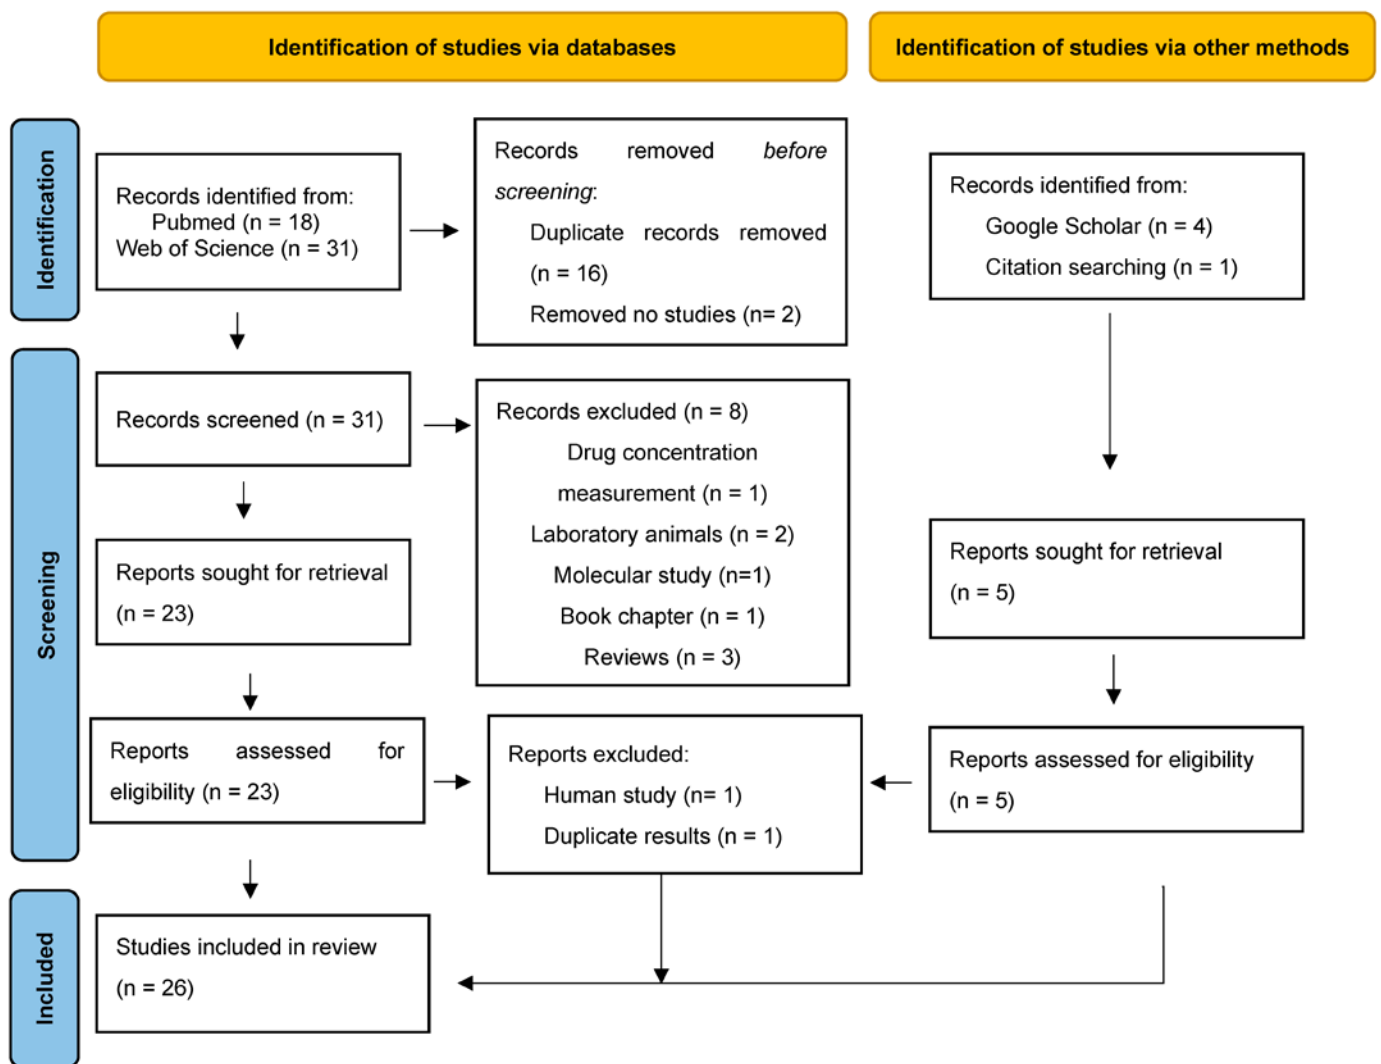 Identification of studies via databases
Identification of studies via other methods
Identification
Records identified from:
Pubmed (n = 18)
Web of Science (n = 31)
Records removed before
screening:
Duplicate records removed
(n = 16)
Removed no studies (n= 2)
Records identified from:
Google Scholar (n = 4)
Citation searching (n = 1)
Screening
Records screened (n = 31)
Records excluded (n = 8)
Drug concentration
measurement (n = 1)
Laboratory animals (n = 2)
Molecular study (n=1)
Book chapter (n = 1)
Reviews (n = 3)
Reports sought for retrieval
(n = 23)
Reports sought for retrieval
(n = 5)
Reports assessed for
eligibility (n = 23)
Reports excluded:
Human study (n= 1)
Duplicate results (n = 1)
Reports assessed for eligibility
(n = 5)
Included
Studies included in review
(n = 26)